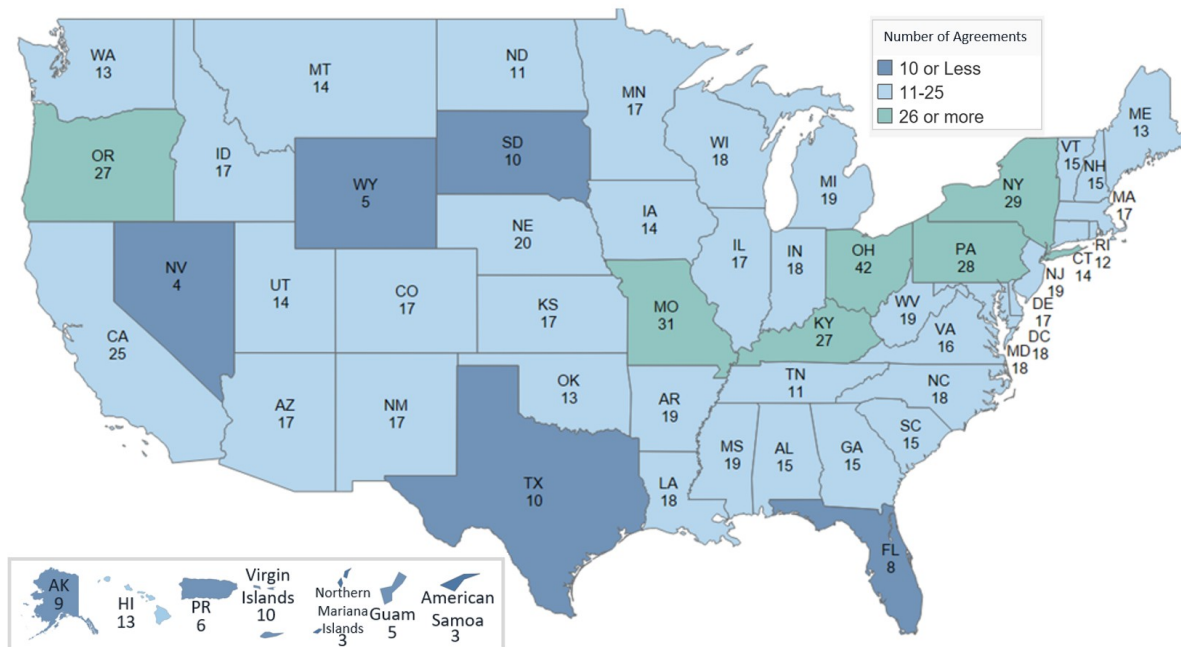 Number of Agreements
10 or Less
11-25
26 or more
WA
13
MT
14
ND
11
MN
17
OR
27
ID
17
WY
5
SD
10
WI
18
MI
19
NY
29
VT
15
NH
15
ME
13
MA
17
RI
12
CT
14
NV
4
UT
14
CO
17
NE
20
IA
14
IL
17
IN
18
OH
42
PA
28
NJ
19
DE
17
DC
18
MD
18
CA
25
KS
17
MO
31
KY
27
WV
19
VA
16
AZ
17
NM
17
OK
13
AR
19
TN
11
NC
18
SC
15
TX
10
LA
18
MS
19
AL
15
GA
15
FL
8
AK
9
HI
13
PR
6
Virgin
Islands
10
Northern
Mariana
Islands
3
Guam
5
American
Samoa
3